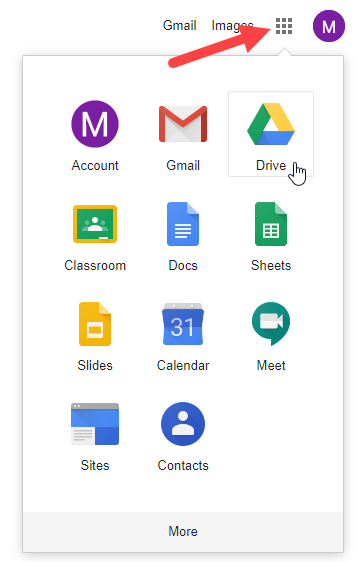 Gmail Images M
M
Account Gmail Drive
Classroom Docs Sheets
31
Slides Calendar Meet
Sites Contacts
More